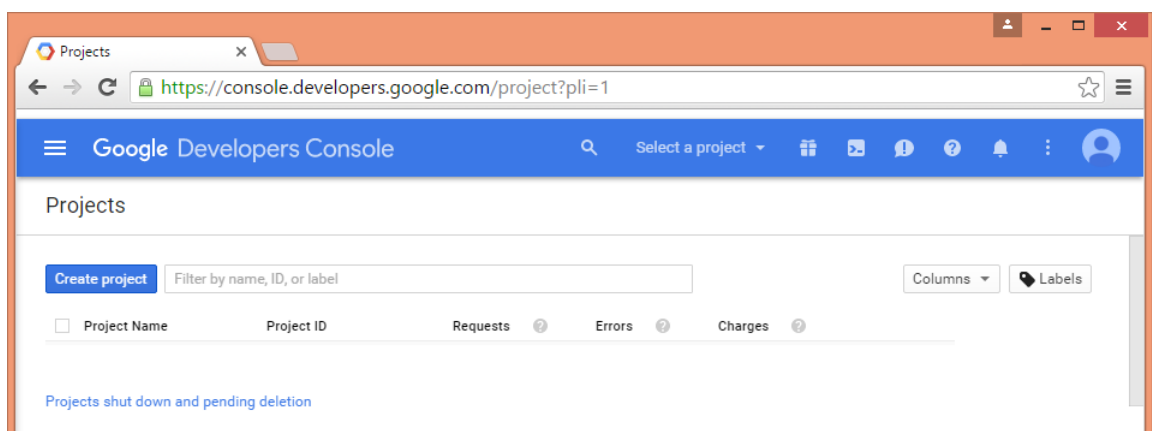 Projects
https://console.developers.google.com/project?pli=1
Google Developers Console Select a project
Projects
Create project Filter by name, ID, or label Columns Labels
Project Name Project ID Requests ? Errors ? Charges ?
Projects shut down and pending deletion